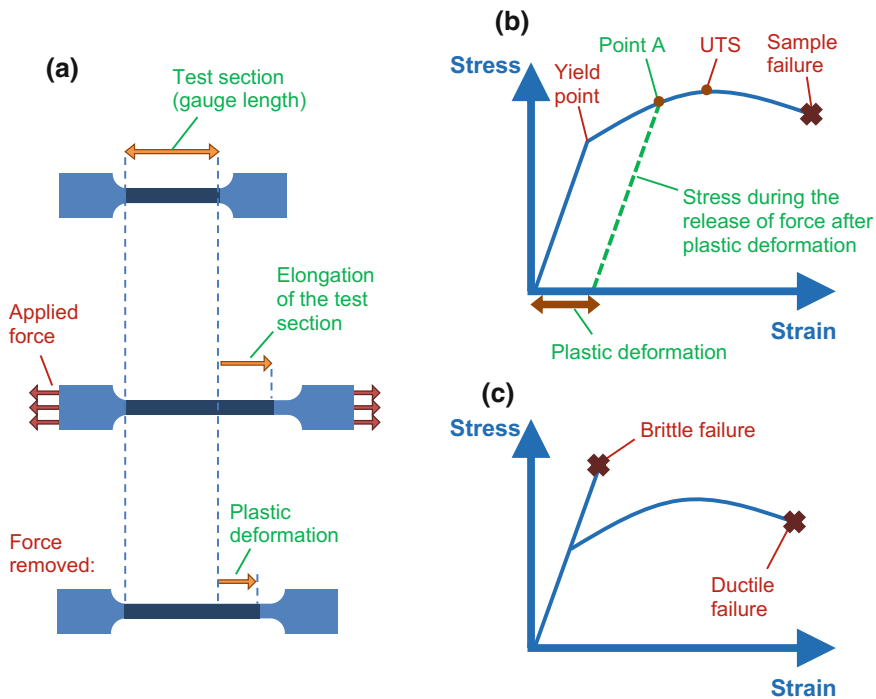 (a)
Test section
(gauge length)
Elongation
of the test
section
Applied
force
Plastic
deformation
Force
removed:
(b)
Stress
Point A
UTS
Sample
failure
Yield
point
Stress during the
release of force after
plastic deformation
Strain
Plastic deformation
(c)
Stress
Brittle failure
Ductile
failure
Strain